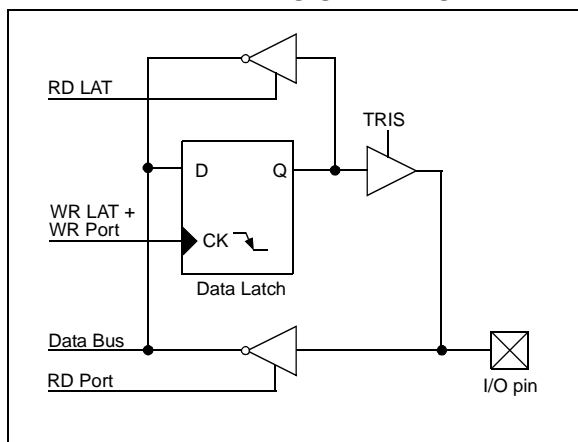 RD LAT
TRIS
D
Q
WR LAT +
WR Port
CK
Data Latch
Data Bus
RD Port
I/O pin